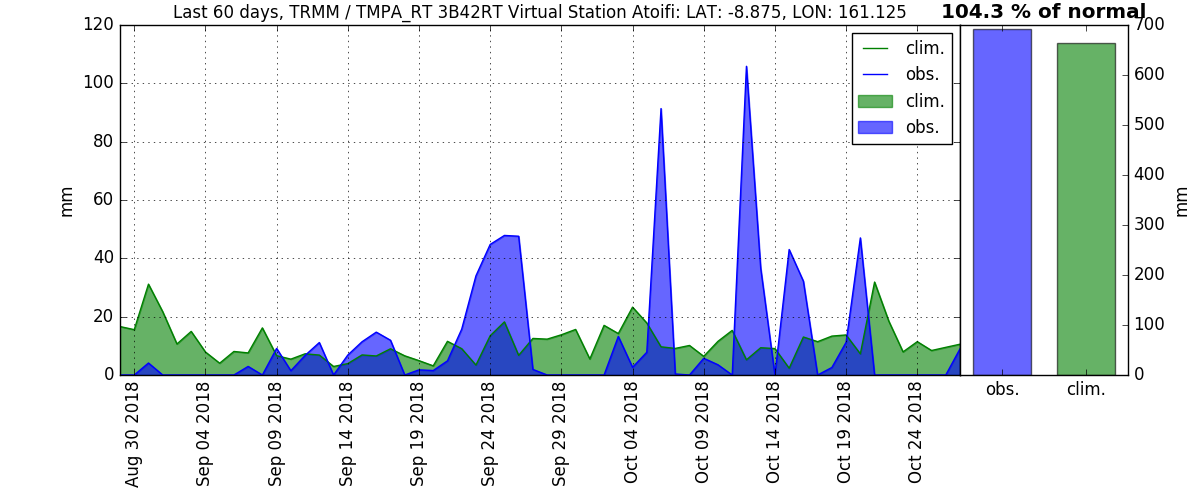 Last 60 days, TRMM / TMPA_RT 3B42RT Virtual Station Atoifi: LAT: -8.875, LON: 161.125
104.3 % of normal
120
100
80
60
40
20
0
mm
clim.
obs.
clim.
obs.
700
600
500
400
300
200
100
0
mm
obs.
clim.
Aug 30 2018
Sep 04 2018
Sep 09 2018
Sep 14 2018
Sep 19 2018
Sep 24 2018
Sep 29 2018
Oct 04 2018
Oct 09 2018
Oct 14 2018
Oct 19 2018
Oct 24 2018